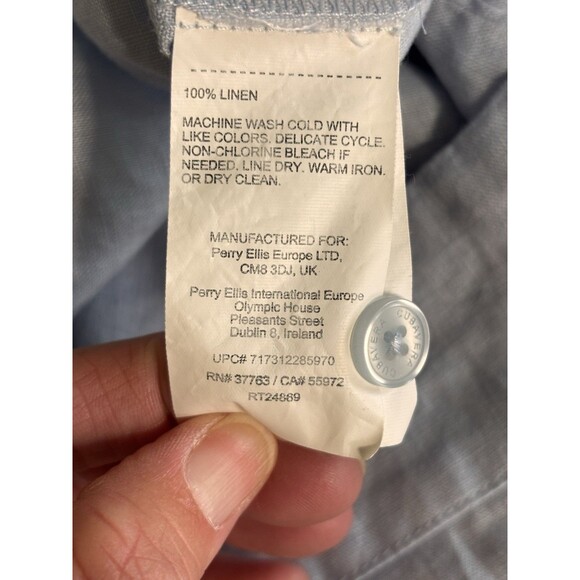 100% LINEN
MACHINE WASH COLD WITH
LIKE COLORS. DELICATE CYCLE.
NON-CHLORINE BLEACH IF
NEEDED. LINE DRY. WARM IRON.
OR DRY CLEAN.
MANUFACTURED FOR:
Perry Ellis Europe LTD,
CM8 3DJ, UK
Perry Ellis International Europe
Olympic House
Pleasants Street
Dublin 8, Ireland
UPC# 717312285970
RN# 37763 / CA# 55972
RT24869
CUBAVERA
CUBAVERA